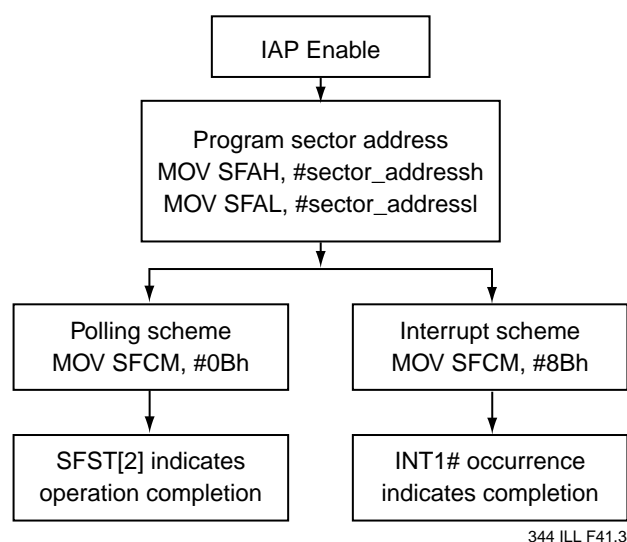 IAP Enable
Program sector address
MOV SFAH, #sector_addressh
MOV SFAL, #sector_addressl
Polling scheme
MOV SFCM, #0Bh
Interrupt scheme
MOV SFCM, #8Bh
SFST[2] indicates
operation completion
INT1# occurrence
indicates completion
344 ILL F41.3